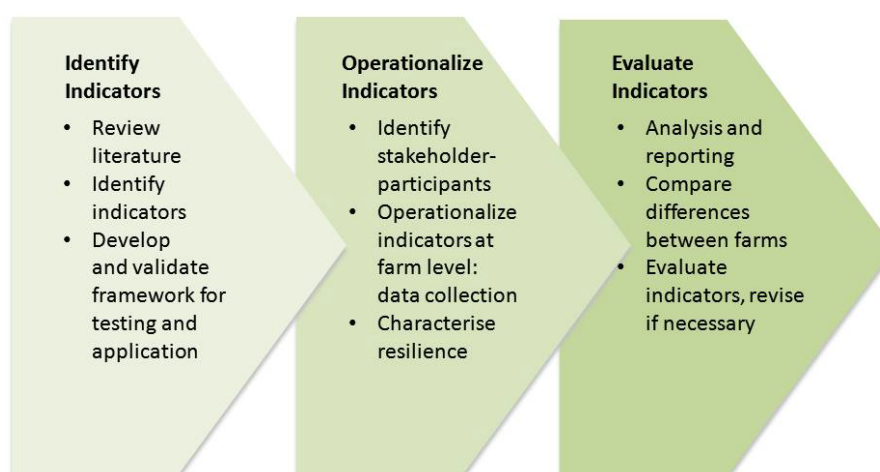 Identify
Indicators
• Review
literature
• Identify
indicators
• Develop
and validate
framework for
testing and
application
Operationalize
Indicators
• Identify
stakeholder-
participants
• Operationalize
indicators at
farm level:
data collection
• Characterise
resilience
Evaluate
Indicators
• Analysis and
reporting
• Compare
differences
between farms
• Evaluate
indicators, revise
if necessary